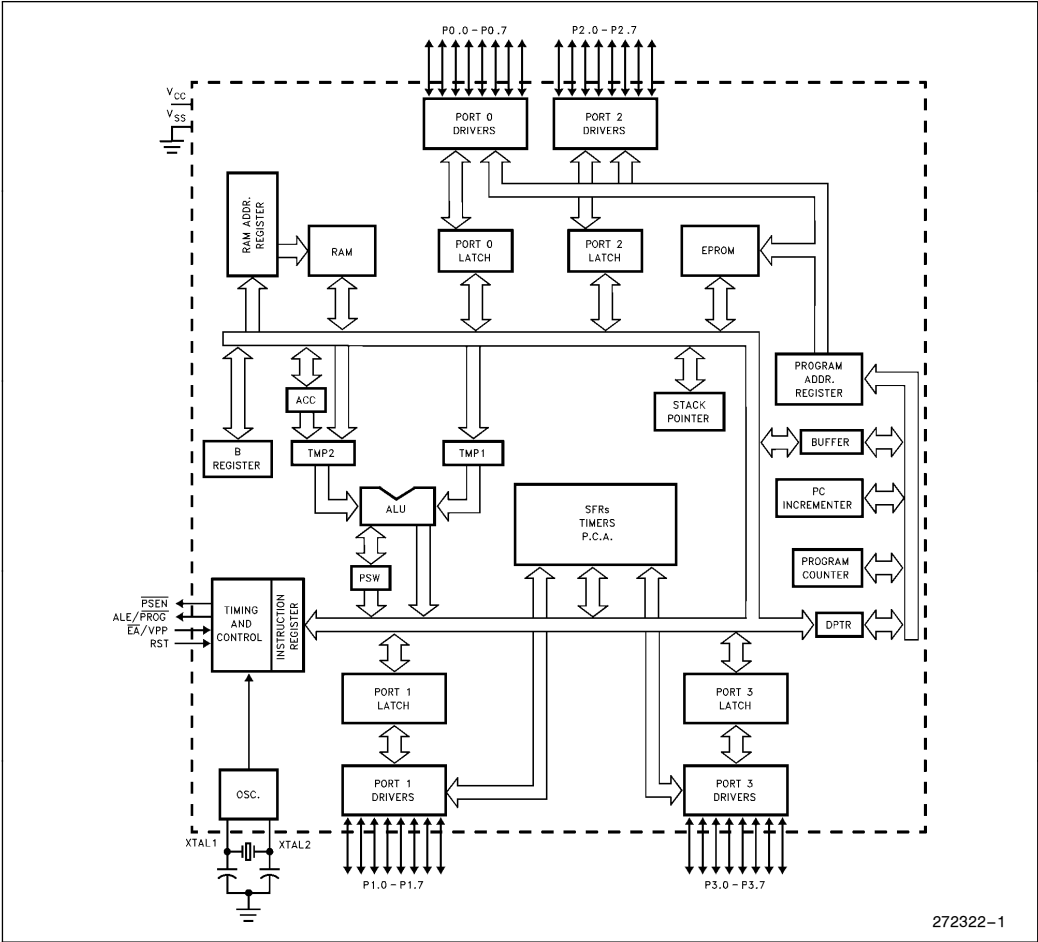 P0.0 – P0.7
P2.0 – P2.7
VCC
VSS
PORT 0
DRIVERS
PORT 2
DRIVERS
RAM ADDR.
REGISTER
RAM
PORT 0
LATCH
PORT 2
LATCH
EPROM
PROGRAM
ADDR.
REGISTER
ACC
STACK
POINTER
B
REGISTER
TMP2
TMP1
BUFFER
ALU
SFRs
TIMERS
P.C.A.
PC
INCREMENTER
PSW
PROGRAM
COUNTER
PSEN
ALE/PROG
EA/VPP
RST
TIMING
AND
CONTROL
INSTRUCTION
REGISTER
DPTR
PORT 1
LATCH
PORT 3
LATCH
OSC.
PORT 1
DRIVERS
PORT 3
DRIVERS
XTAL1
XTAL2
P1.0 – P1.7
P3.0 – P3.7
272322–1